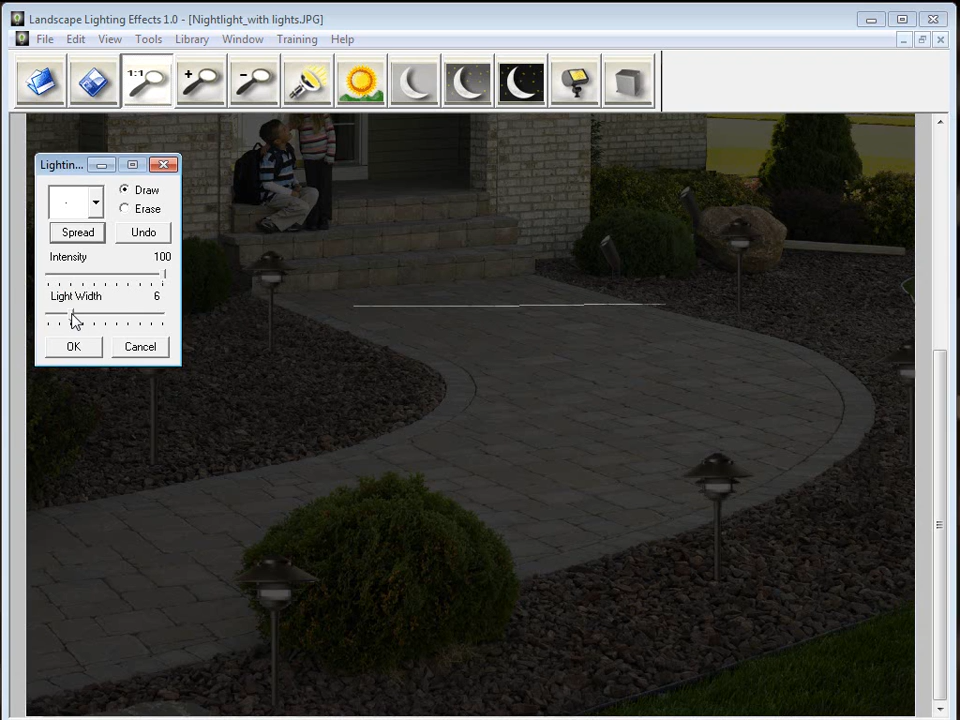 Landscape Lighting Effects 1.0 - [Nightlight_with lights.JPG]
File Edit View Tools Library Window Training Help
1:1
Lightin...
Draw
Erase
Spread Undo
Intensity 100
Light Width 6
OK Cancel